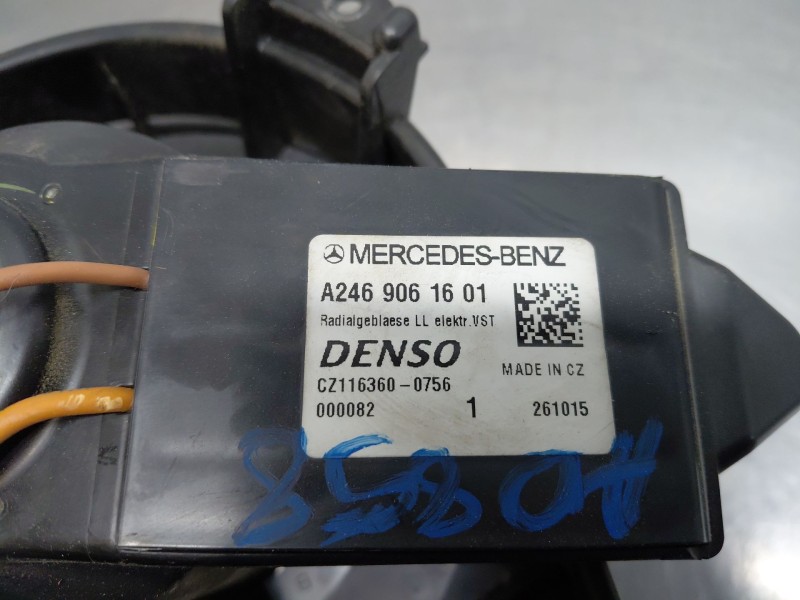 MERCEDES-BENZ
A246 906 16 01
Radialgeblaese LL elektr.VST
DENSO
MADE IN CZ
CZ116360-0756
000082 1 261015